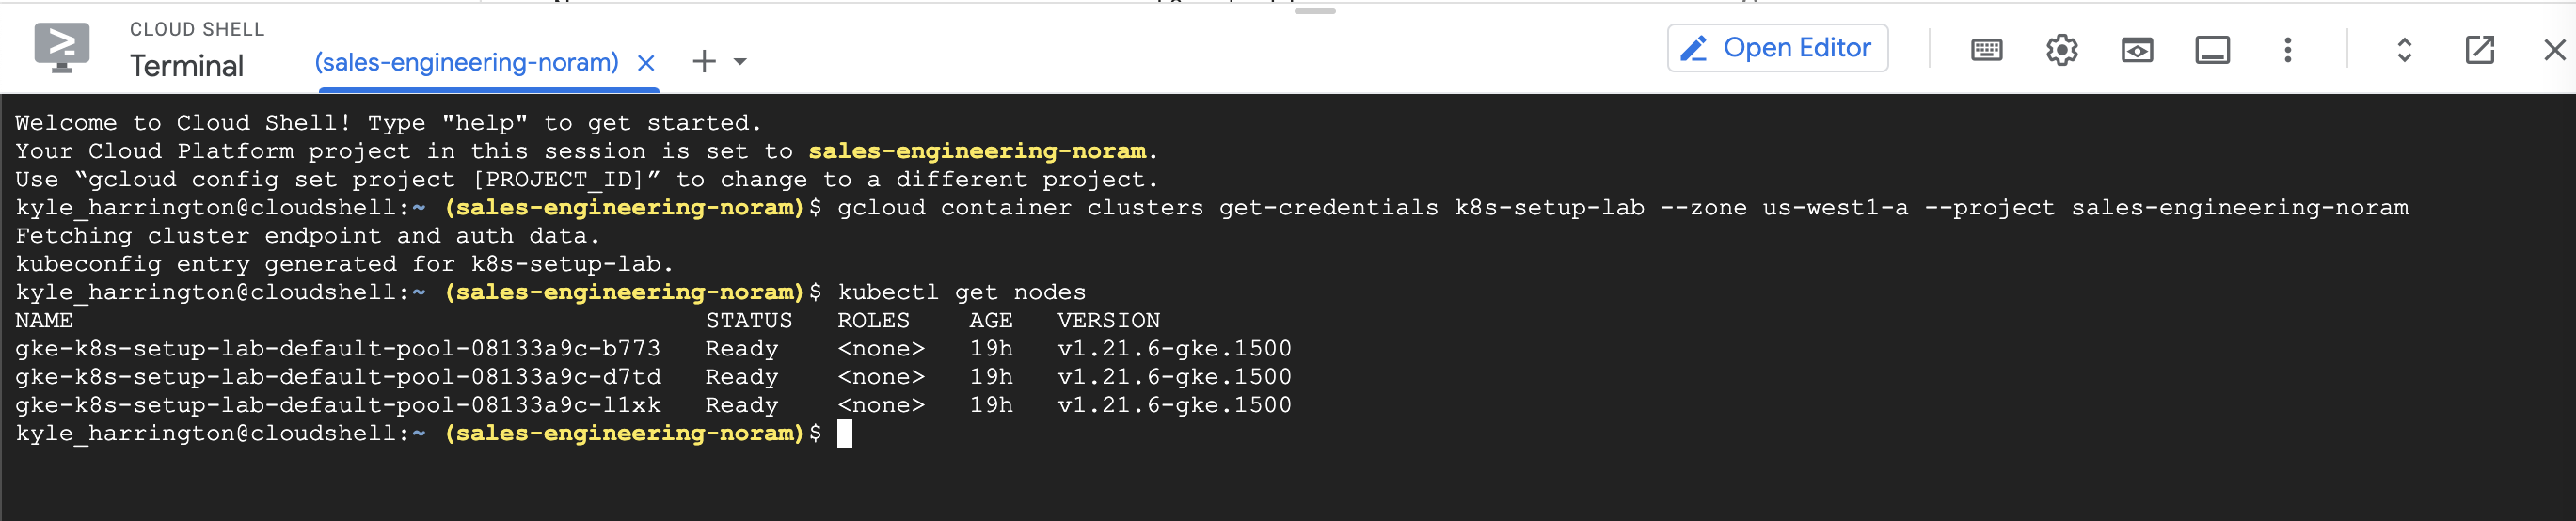 CLOUD SHELL
Terminal
(sales-engineering-noram)
Open Editor
Welcome to Cloud Shell! Type "help" to get started.
Your Cloud Platform project in this session is set to sales-engineering-noram.
Use “gcloud config set project [PROJECT_ID]” to change to a different project.
kyle_harrington@cloudshell:~ (sales-engineering-noram)$ gcloud container clusters get-credentials k8s-setup-lab --zone us-west1-a --project sales-engineering-noram
Fetching cluster endpoint and auth data.
kubeconfig entry generated for k8s-setup-lab.
kyle_harrington@cloudshell:~ (sales-engineering-noram)$ kubectl get nodes
NAME STATUS ROLES AGE VERSION
gke-k8s-setup-lab-default-pool-08133a9c-b773 Ready <none> 19h v1.21.6-gke.1500
gke-k8s-setup-lab-default-pool-08133a9c-d7td Ready <none> 19h v1.21.6-gke.1500
gke-k8s-setup-lab-default-pool-08133a9c-l1xk Ready <none> 19h v1.21.6-gke.1500
kyle_harrington@cloudshell:~ (sales-engineering-noram)$